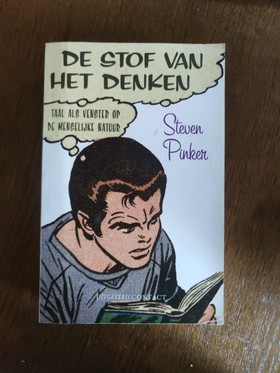 DE STOF VAN
HET DENKEN
TAAL ALS VENSTER OP
DE MENSELIJKE NATUUR
Steven
Pinker
UITGEVERIJ CONTACT